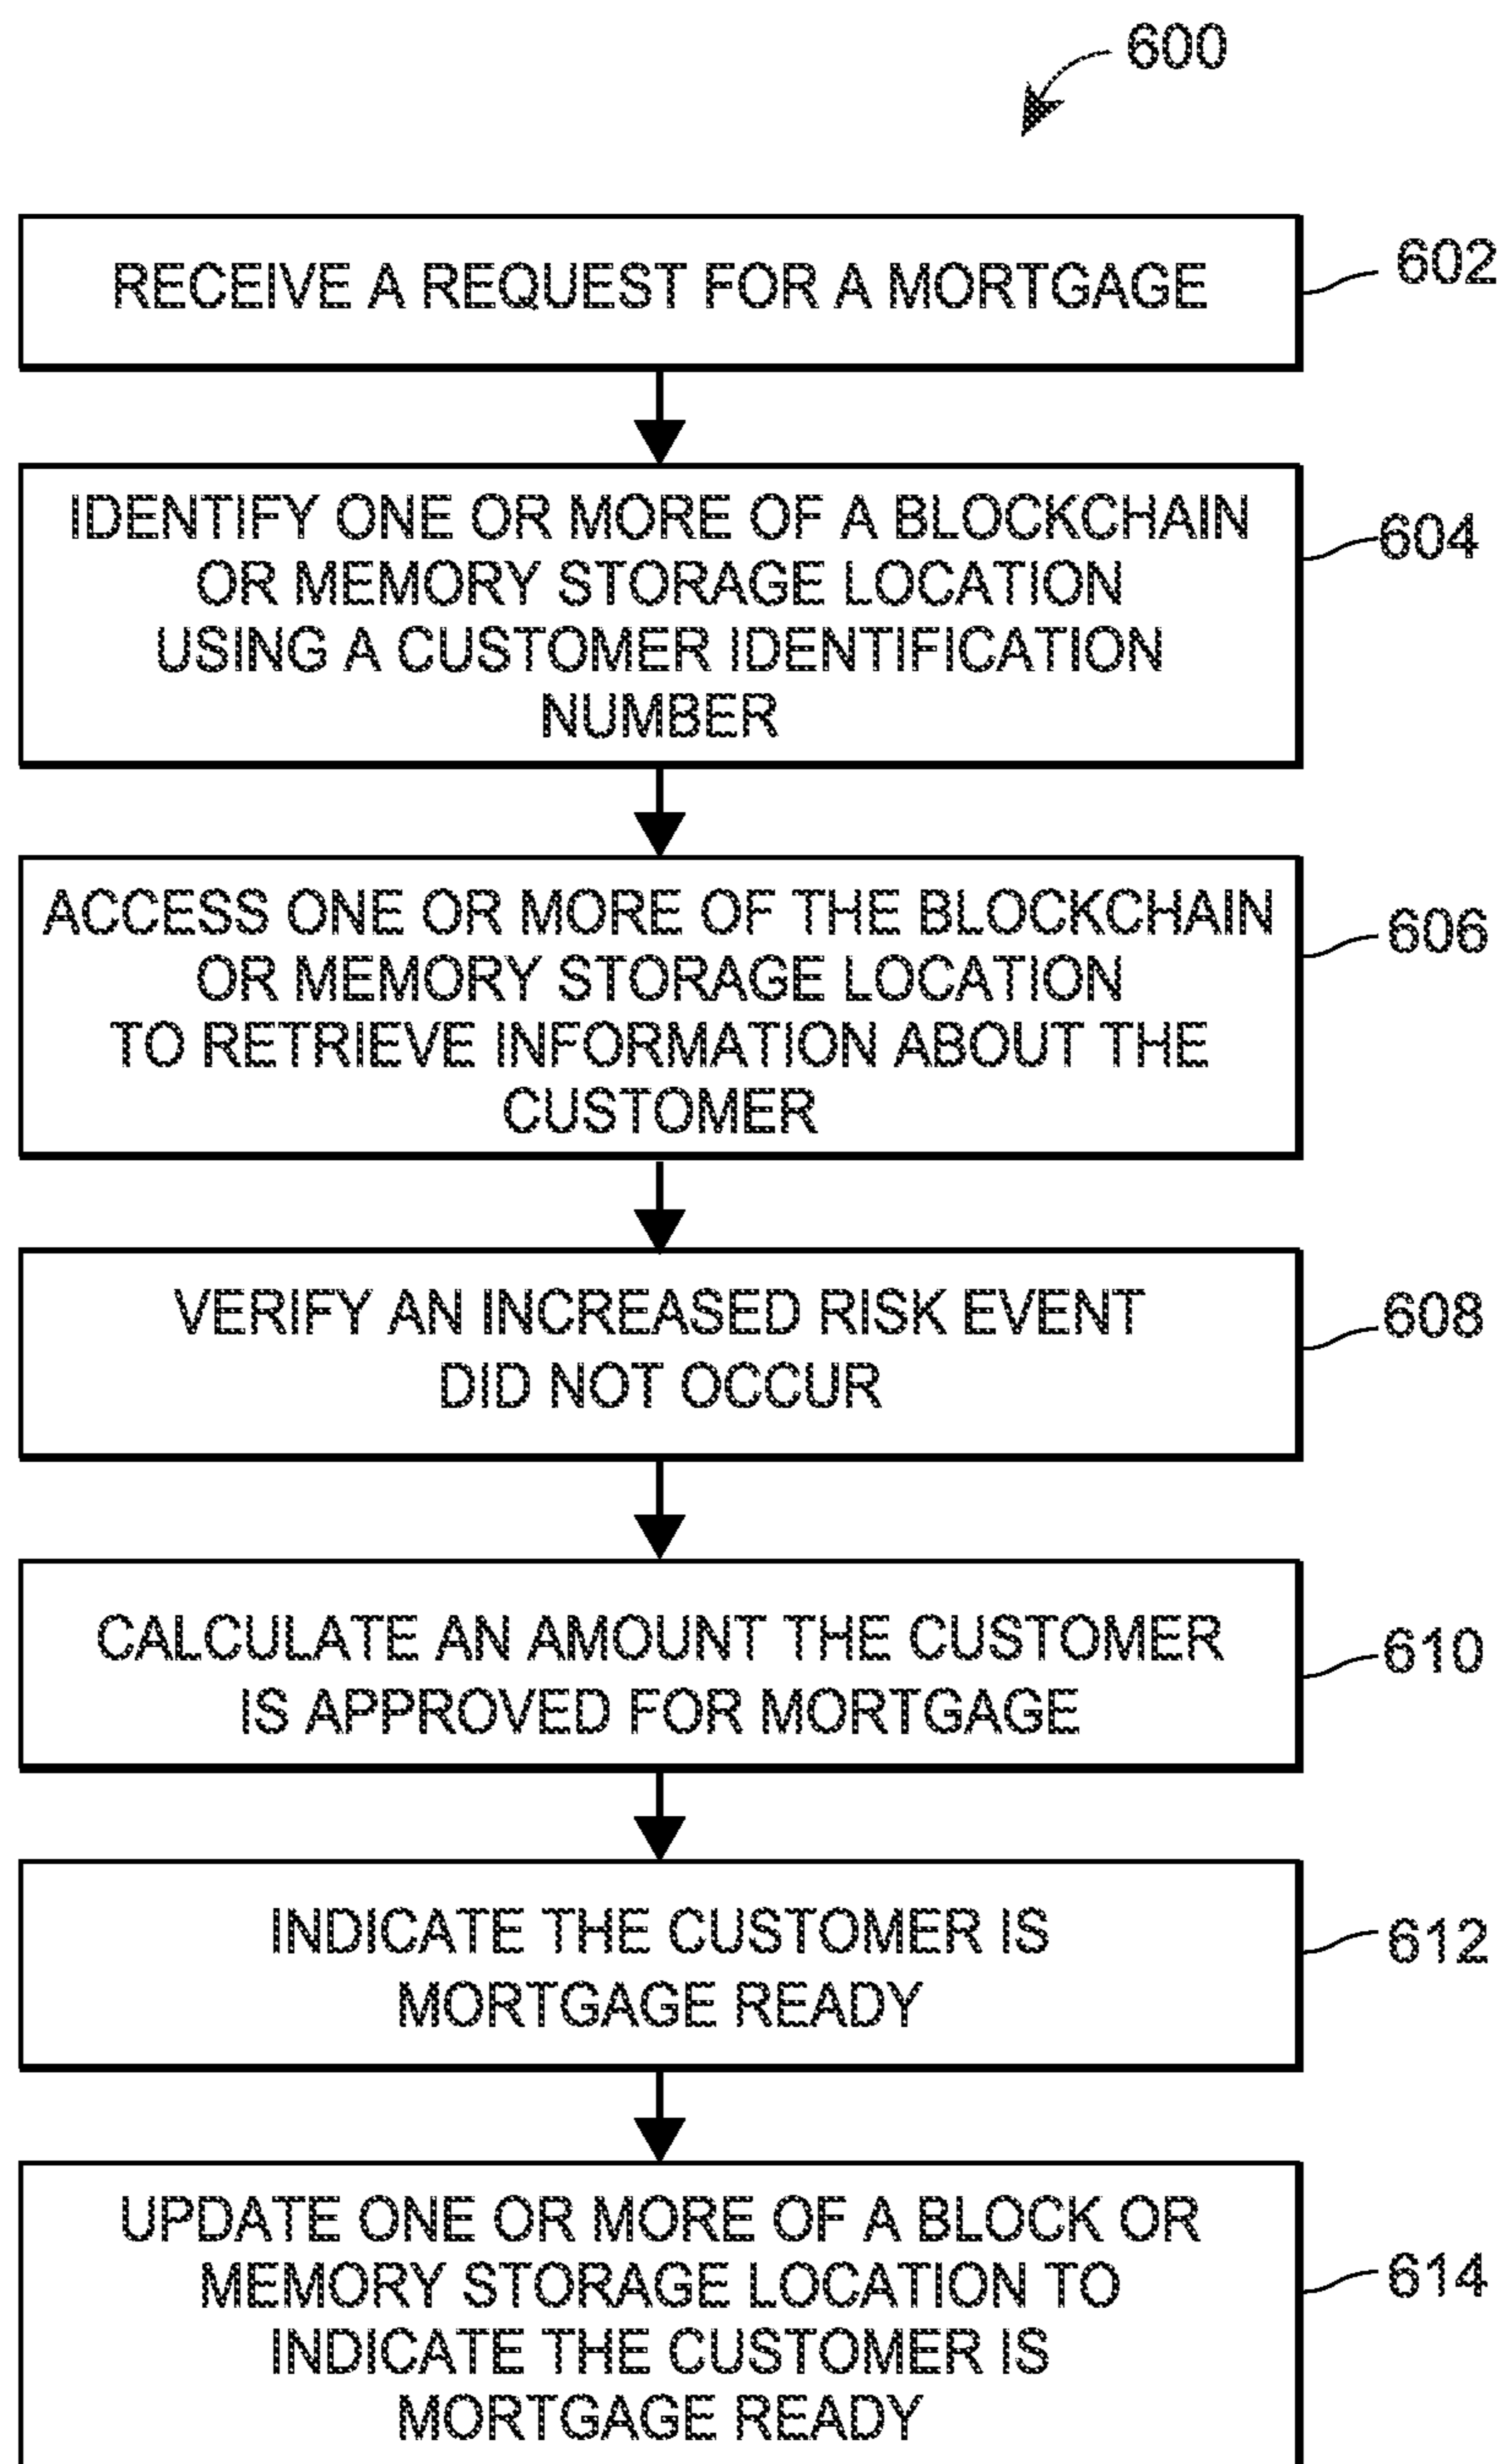 600
RECEIVE A REQUEST FOR A MORTGAGE
602
IDENTIFY ONE OR MORE OF A BLOCKCHAIN
OR MEMORY STORAGE LOCATION
USING A CUSTOMER IDENTIFICATION
NUMBER
604
ACCESS ONE OR MORE OF THE BLOCKCHAIN
OR MEMORY STORAGE LOCATION
TO RETRIEVE INFORMATION ABOUT THE
CUSTOMER
606
VERIFY AN INCREASED RISK EVENT
DID NOT OCCUR
608
CALCULATE AN AMOUNT THE CUSTOMER
IS APPROVED FOR MORTGAGE
610
INDICATE THE CUSTOMER IS
MORTGAGE READY
612
UPDATE ONE OR MORE OF A BLOCK OR
MEMORY STORAGE LOCATION TO
INDICATE THE CUSTOMER IS
MORTGAGE READY
614